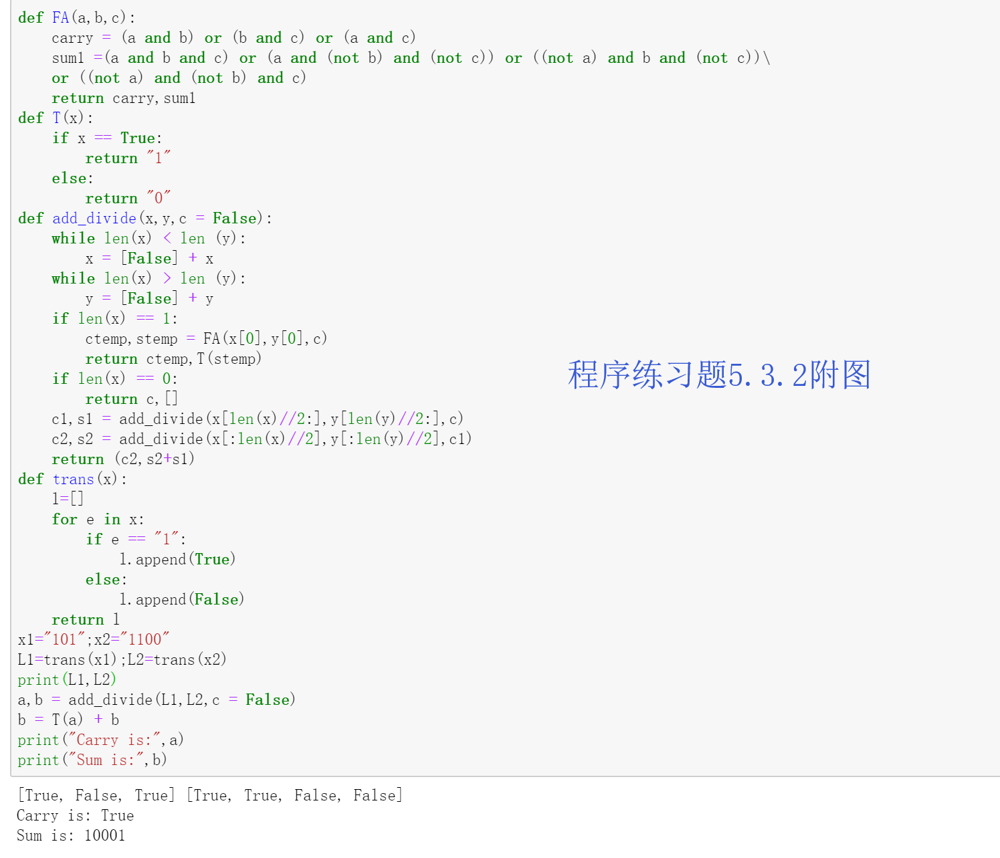 def FA(a,b,c):
    carry = (a and b) or (b and c) or (a and c)
    sum1 =(a and b and c) or (a and (not b) and (not c)) or ((not a) and b and (not c))\
    or ((not a) and (not b) and c)
    return carry,sum1
def T(x):
    if x == True:
        return "1"
    else:
        return "0"
def add_divide(x,y,c = False):
    while len(x) < len (y):
        x = [False] + x
    while len(x) > len (y):
        y = [False] + y
    if len(x) == 1:
        ctemp,stemp = FA(x[0],y[0],c)
        return ctemp,T(stemp)
    if len(x) == 0:
        return c,[]
    c1,s1 = add_divide(x[len(x)//2:],y[len(y)//2:],c)
    c2,s2 = add_divide(x[:len(x)//2],y[:len(y)//2],c1)
    return (c2,s2+s1)
def trans(x):
    l=[]
    for e in x:
        if e == "1":
            l.append(True)
        else:
            l.append(False)
    return l
x1="101";x2="1100"
L1=trans(x1);L2=trans(x2)
print(L1,L2)
a,b = add_divide(L1,L2,c = False)
b = T(a) + b
print("Carry is:",a)
print("Sum is:",b)
程序练习题5.3.2附图
[True, False, True] [True, True, False, False]
Carry is: True
Sum is: 10001